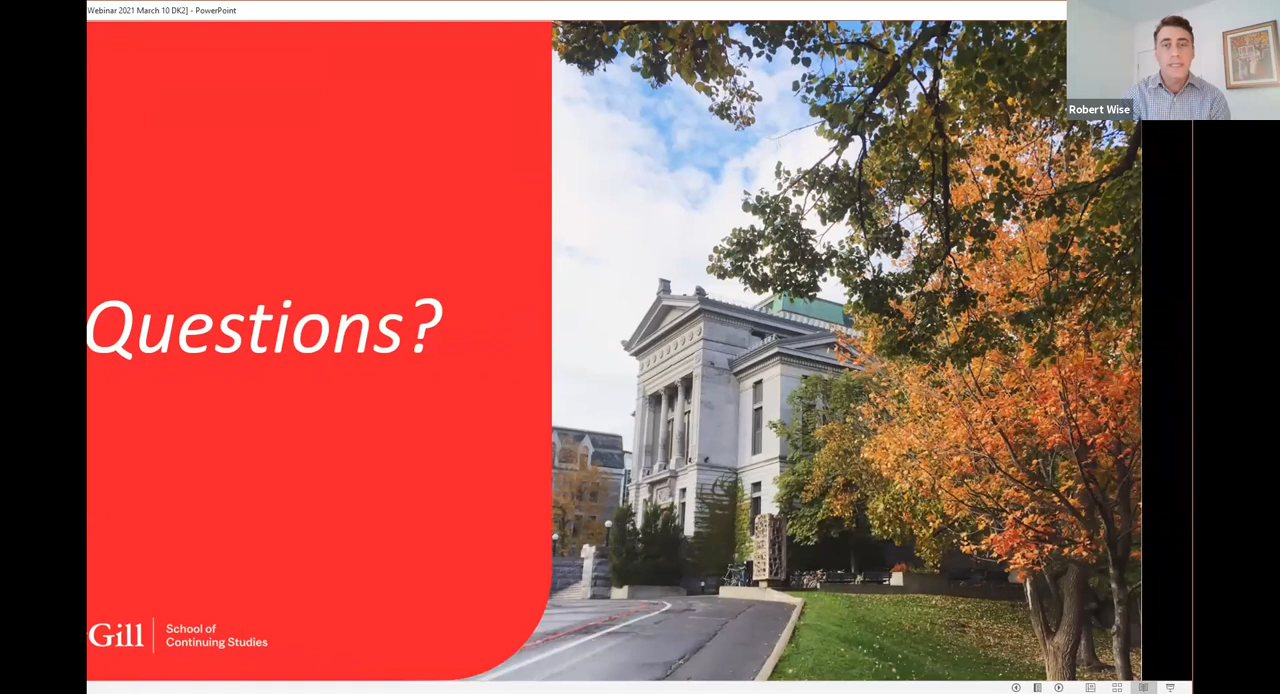 Webinar 2021 March 10 DK2] - PowerPoint
Robert Wise
Questions?
Gill
School of
Continuing Studies